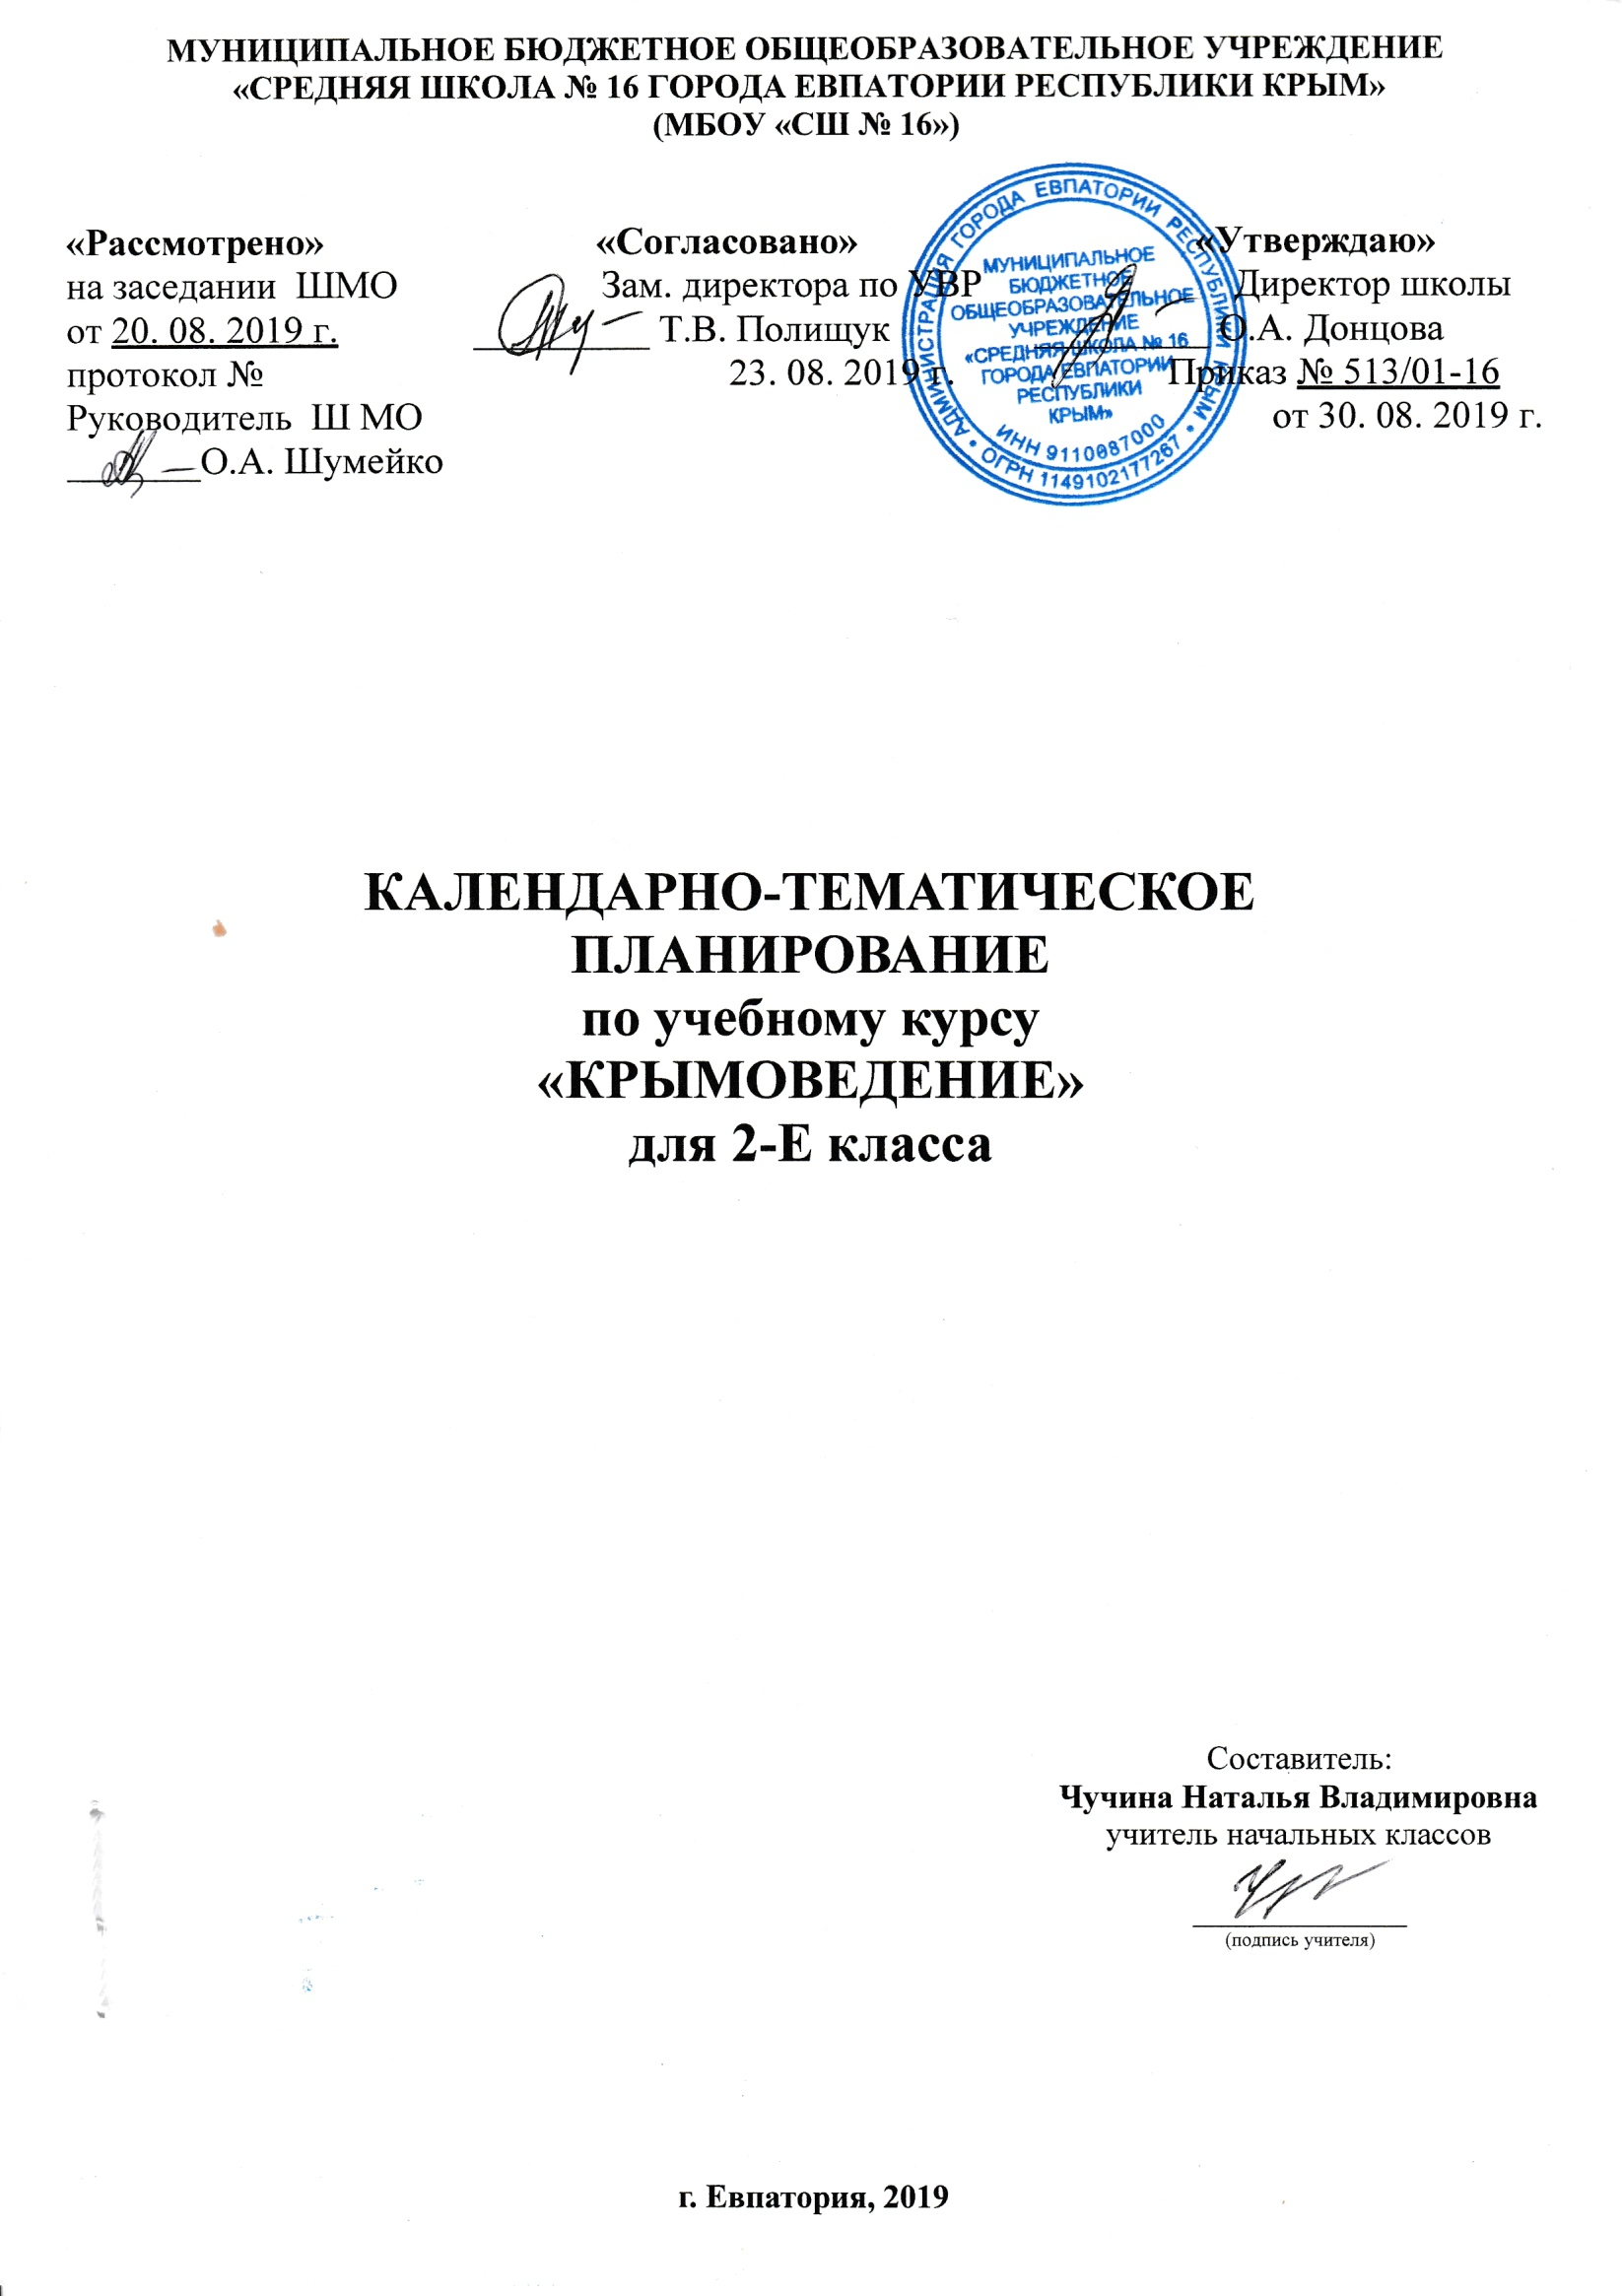 МУНИЦИПАЛЬНОЕ БЮДЖЕТНОЕ ОБЩЕОБРАЗОВАТЕЛЬНОЕ УЧРЕЖДЕНИЕ
«СРЕДНЯЯ ШКОЛА № 16 ГОРОДА ЕВПАТОРИИ РЕСПУБЛИКИ КРЫМ»
(МБОУ «СШ № 16»)
«Рассмотрено»
на заседании ШМО
от 20. 08. 2019 г.
протокол №
Руководитель Ш МО
О.А. Шумейко
«Согласовано»
Зам. директора по УВР
Т.В. Полищук
23. 08. 2019 г.
«Утверждаю»
Директор школы
О.А. Донцова
Приказ № 513/01-16
от 30. 08. 2019 г.
АДМИНИСТРАЦИЯ ГОРОДА ЕВПАТОРИИ РЕСПУБЛИКИ КРЫМ •
• ОГРН 1149102177267
МУНИЦИПАЛЬНОЕ
БЮДЖЕТНОЕ
ОБЩЕОБРАЗОВАТЕЛЬНОЕ
УЧРЕЖДЕНИЕ
«СРЕДНЯЯ ШКОЛА № 16
ГОРОДА ЕВПАТОРИИ
РЕСПУБЛИКИ
КРЫМ»
ИНН 9110087000
КАЛЕНДАРНО-ТЕМАТИЧЕСКОЕ
ПЛАНИРОВАНИЕ
по учебному курсу
«КРЫМОВЕДЕНИЕ»
для 2-Е класса
Составитель:
Чучина Наталья Владимировна
учитель начальных классов
(подпись учителя)
г. Евпатория, 2019